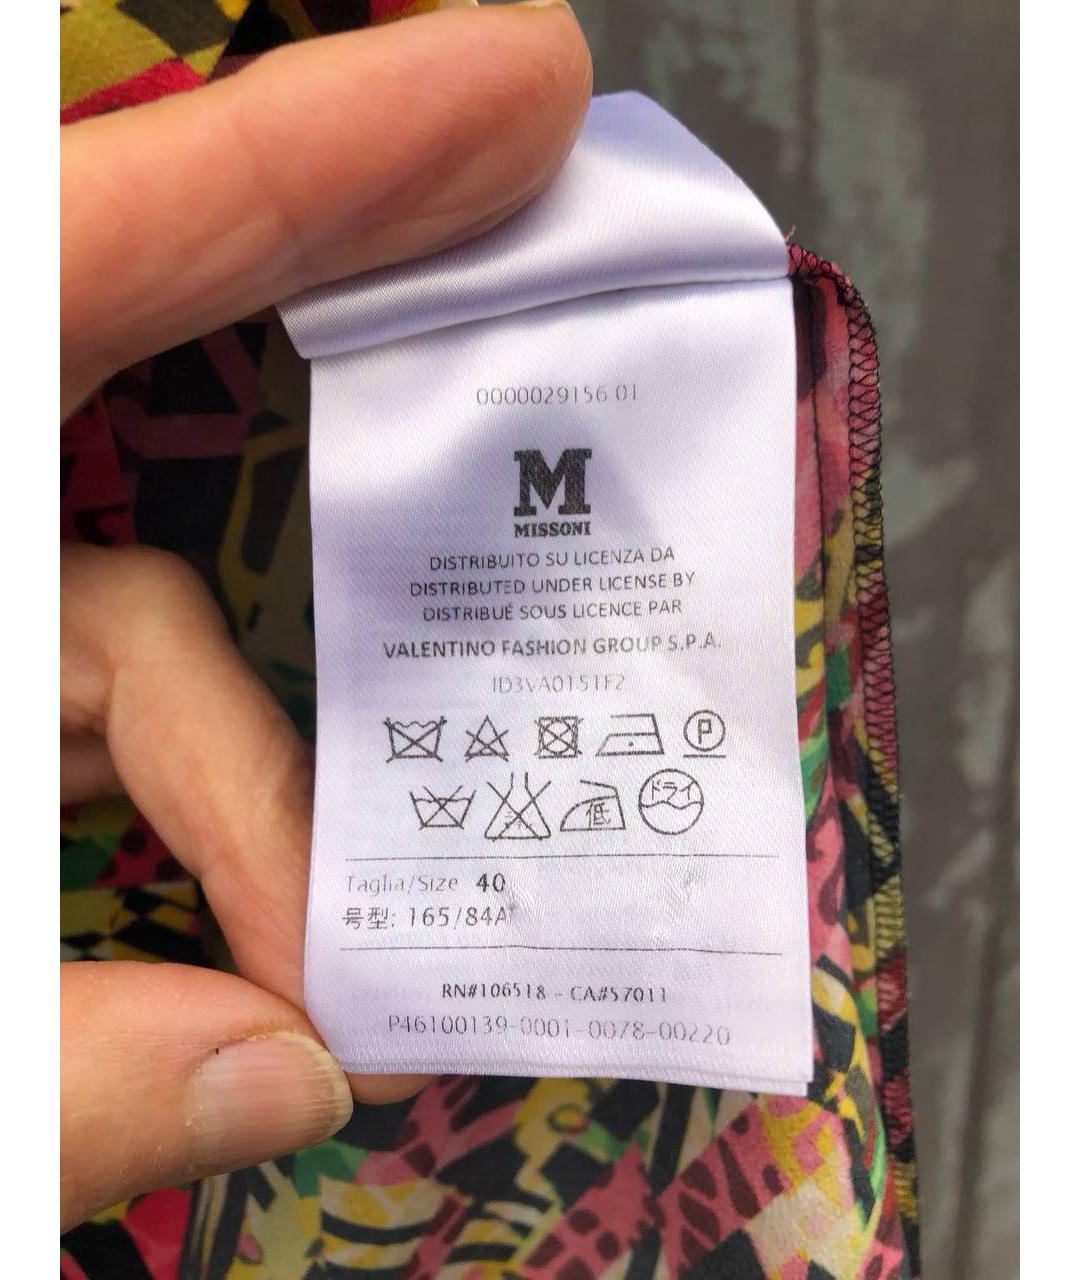 0000029156 01
M
MISSONI
DISTRIBUITO SU LICENZA DA
DISTRIBUTED UNDER LICENSE BY
DISTRIBUÉ SOUS LICENCE PAR
VALENTINO FASHION GROUP S.P.A.
ID3VA0151F2
P
低 ドライ
Taglia/Size 40
号型: 165/84A
RN#106518 - CA#57011
P46100139-0001-0078-00220